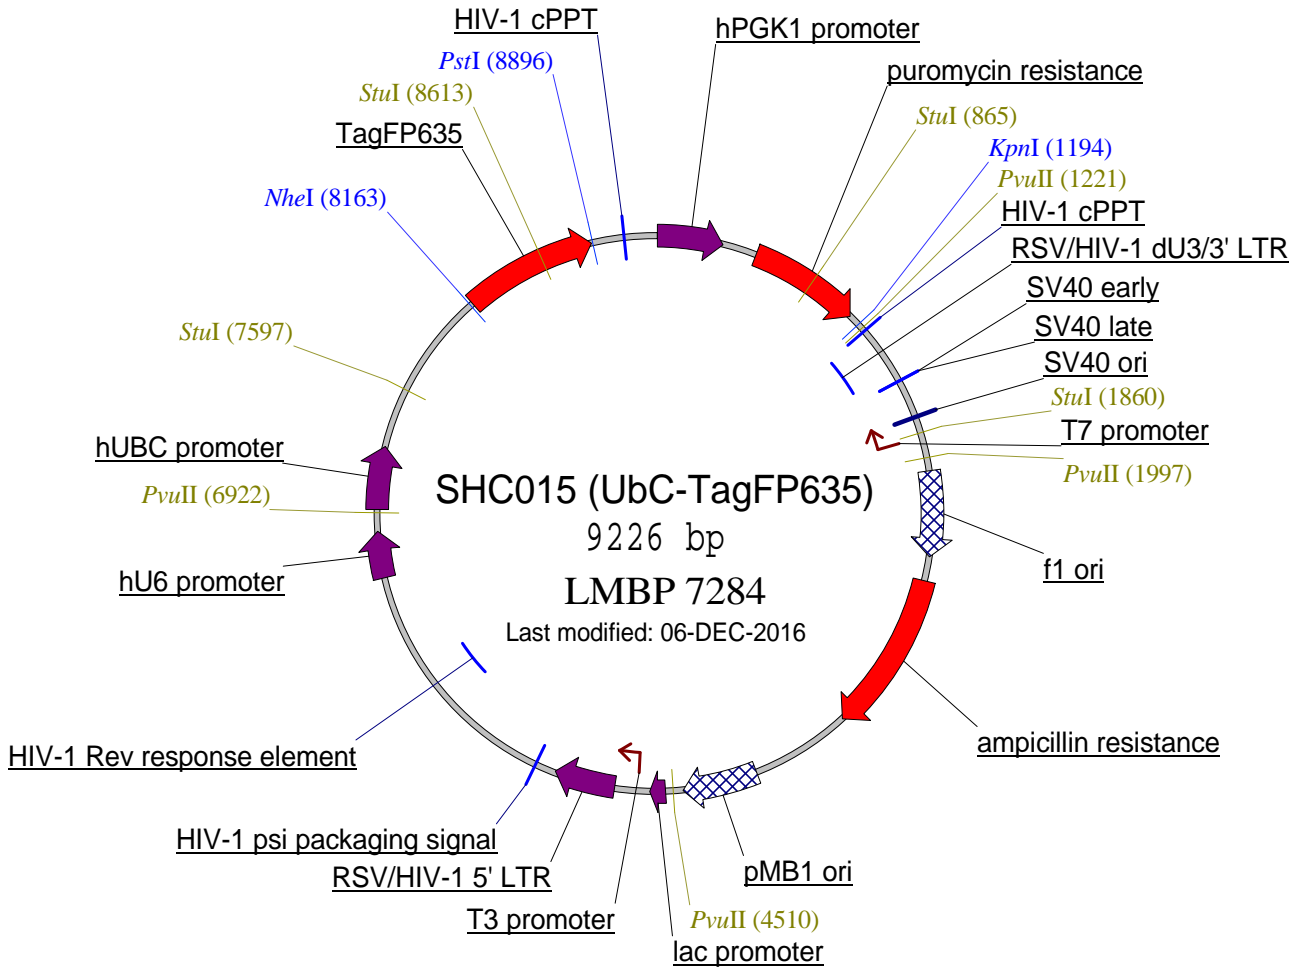 HIV-1 cPPT
hPGK1 promoter
PstI (8896)
puromycin resistance
StuI (8613)
StuI (865)
TagFP635
KpnI (1194)
PvuII (1221)
NheI (8163)
HIV-1 cPPT
RSV/HIV-1 dU3/3' LTR
SV40 early
StuI (7597)
SV40 late
SV40 ori
StuI (1860)
T7 promoter
hUBC promoter
PvuII (1997)
PvuII (6922)
SHC015 (UbC-TagFP635)
9226 bp
LMBP 7284
Last modified: 06-DEC-2016
hU6 promoter
f1 ori
HIV-1 Rev response element
ampicillin resistance
HIV-1 psi packaging signal
RSV/HIV-1 5' LTR
pMB1 ori
T3 promoter
PvuII (4510)
lac promoter